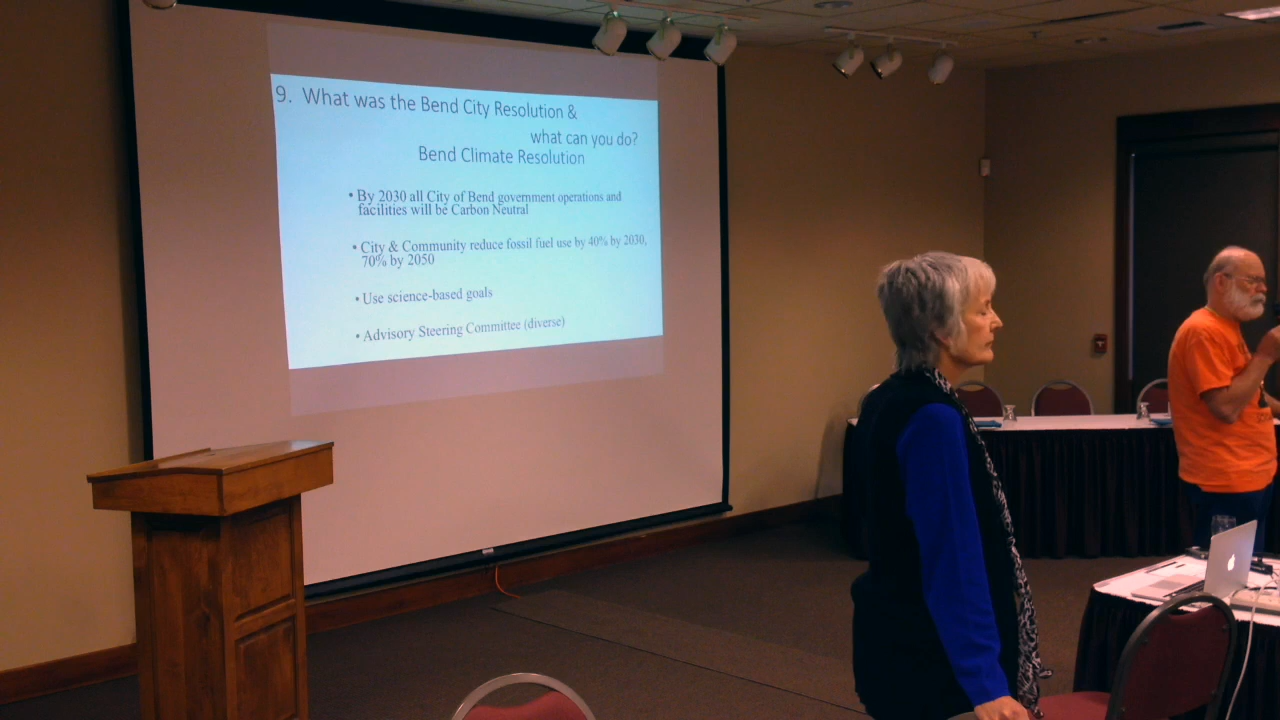 9. What was the Bend City Resolution &
what can you do?
Bend Climate Resolution
• By 2030 all City of Bend government operations and
facilities will be Carbon Neutral
• City & Community reduce fossil fuel use by 40% by 2030,
70% by 2050
• Use science-based goals
• Advisory Steering Committee (diverse)